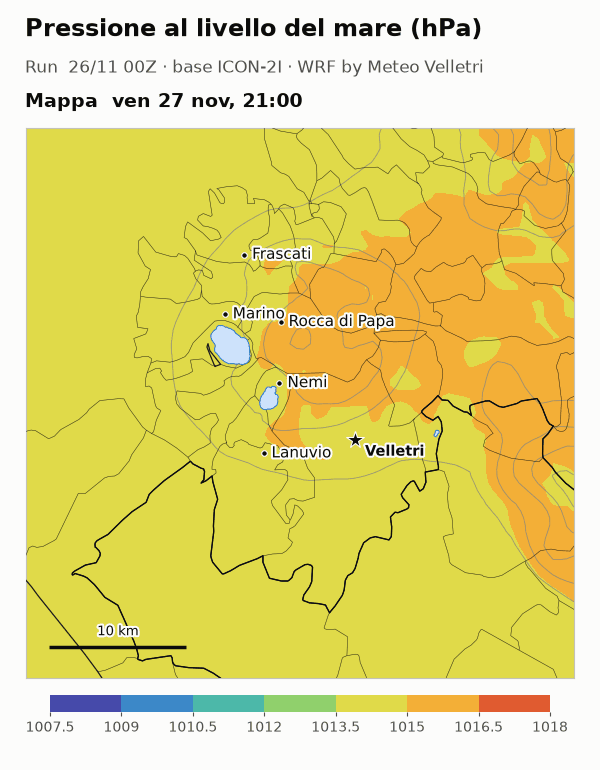 Pressione al livello del mare (hPa)
Run  26/11 00Z · base ICON-2I · WRF by Meteo Velletri
Mappa  ven 27 nov, 21:00
Frascati
Marino
Rocca di Papa
Nemi
Velletri
Lanuvio
10 km
1007.5 1009 1010.5 1012 1013.5 1015 1016.5 1018